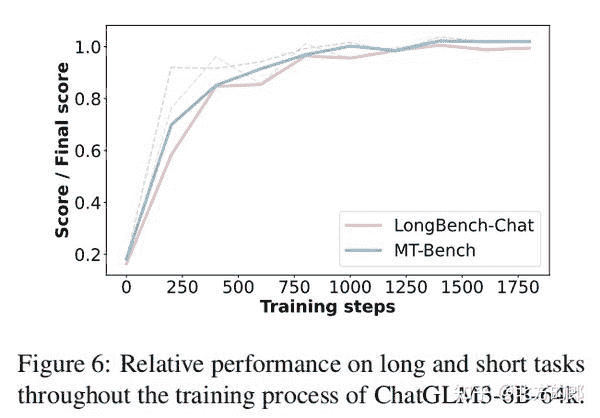 1.0
0.8
0.6
0.4
0.2
Score / Final score
LongBench-Chat
MT-Bench
0 250 500 750 1000 1250 1500 1750
Training steps
Figure 6: Relative performance on long and short tasks
throughout the training process of ChatGLM3-6B-64k.